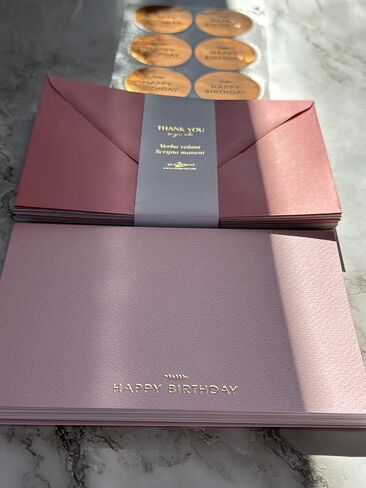 HAPPY
BIRTHDAY
HAPPY
BIRTHDAY
HAPPY
BIRTHDAY
HAPPY
BIRTHDAY
THANK YOU
Verba volant
Scripta manent
HAPPY BIRTHDAY